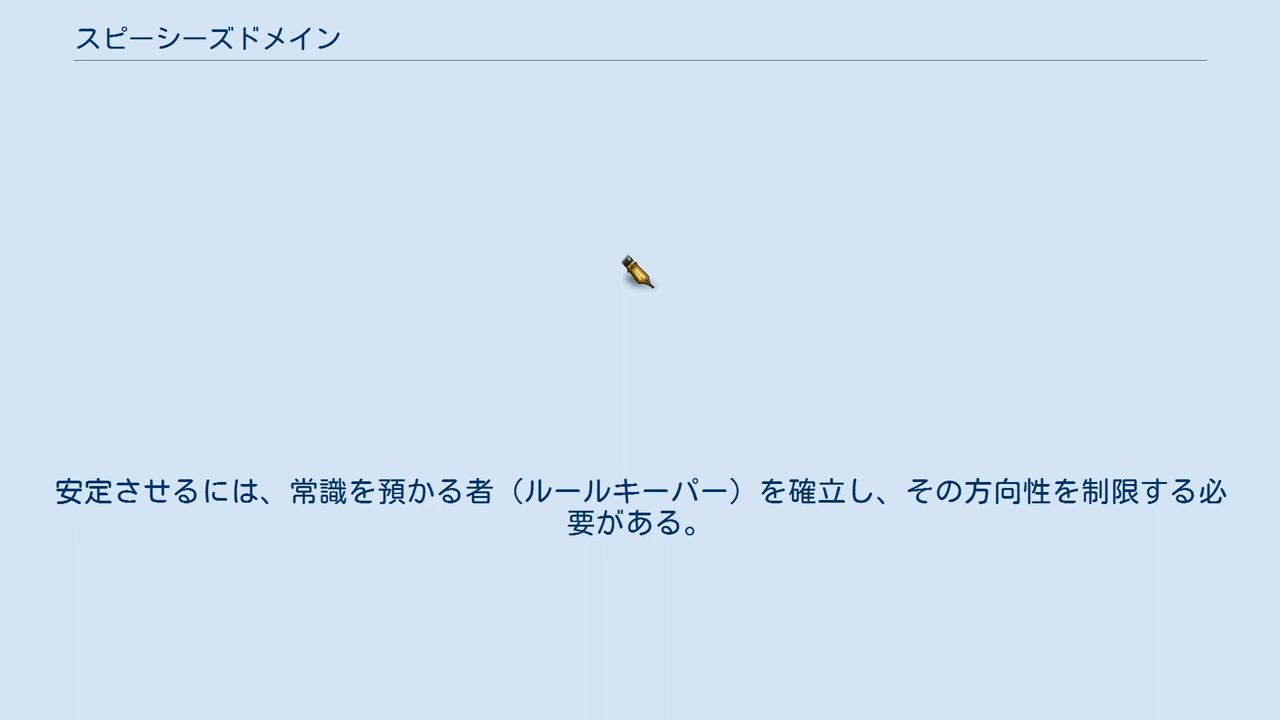 スピーシーズドメイン
安定させるには、常識を預かる者（ルールキーパー）を確立し、その方向性を制限する必
要がある。